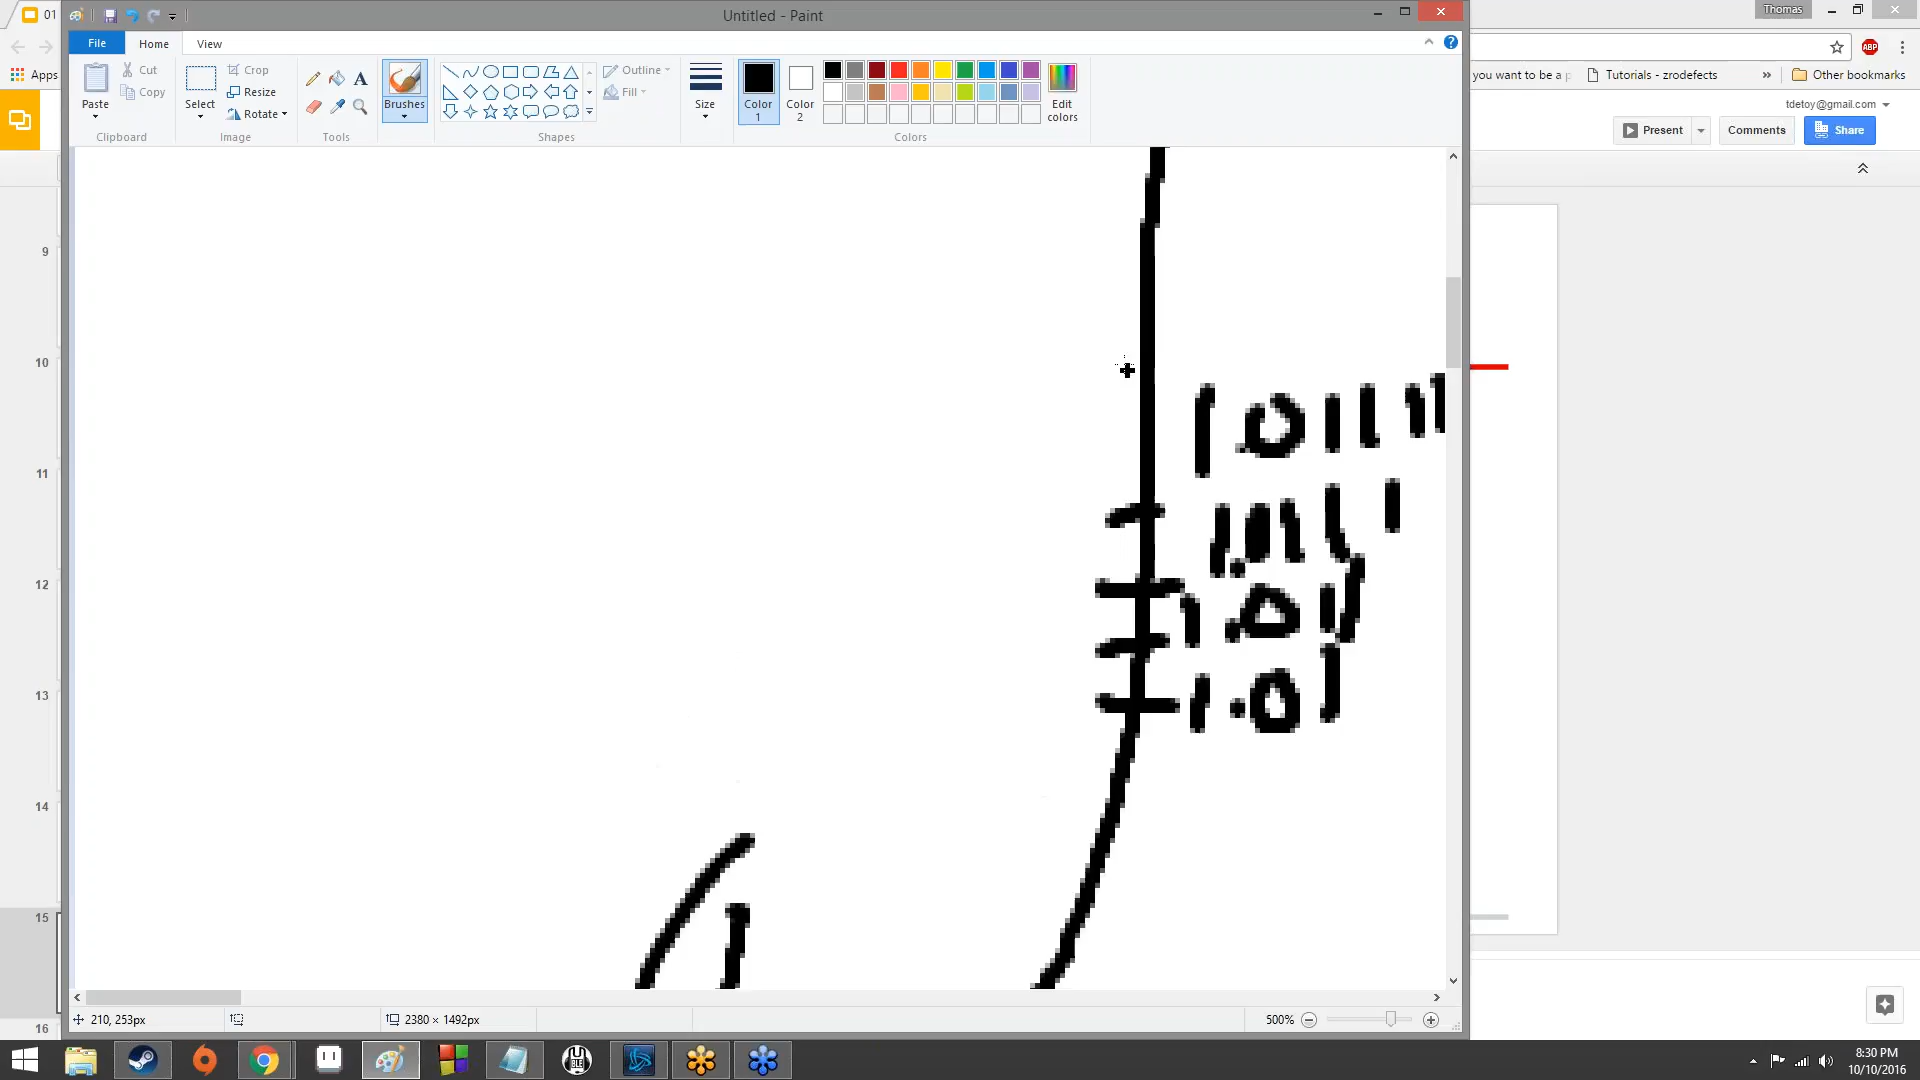 01
Untitled - Paint
Thomas
File
Home
View
Paste
Cut
Copy
Clipboard
Select
Crop
Resize
Rotate
Image
A
Tools
Brushes
Outline
Fill
Shapes
Size
Color 1
Color 2
Edit colors
Colors
ABP
Apps
you want to be a p
Tutorials - zrodefects
»
Other bookmarks
tdetoy@gmail.com
Present
Comments
Share
9
10
11
12
13
14
15
16
1.01
210, 253px
2380 × 1492px
500%
8:30 PM
10/10/2016